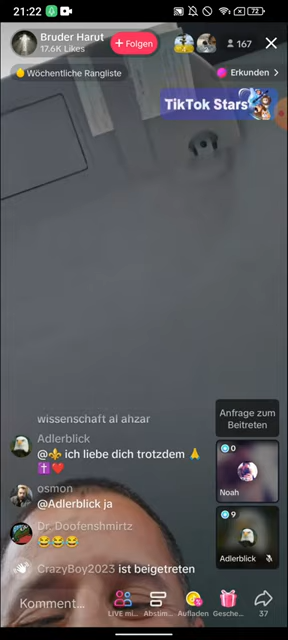 21:22
72
Bruder Harut
17.6K Likes
+ Folgen
167
Wöchentliche Rangliste
Erkunden >
TikTok Stars
wissenschaft al ahzar
Adlerblick
@⚜️ ich liebe dich trotzdem 🙏
✝️❤️
osmon
@Adlerblick ja
Dr. Doofenshmirtz
😂😂😂
CrazyBoy2023 ist beigetreten
Anfrage zum
Beitreten
0
Noah
9
Adlerblick
Komment...
LIVE mi...
Abstim...
Aufladen
Gesche...
37